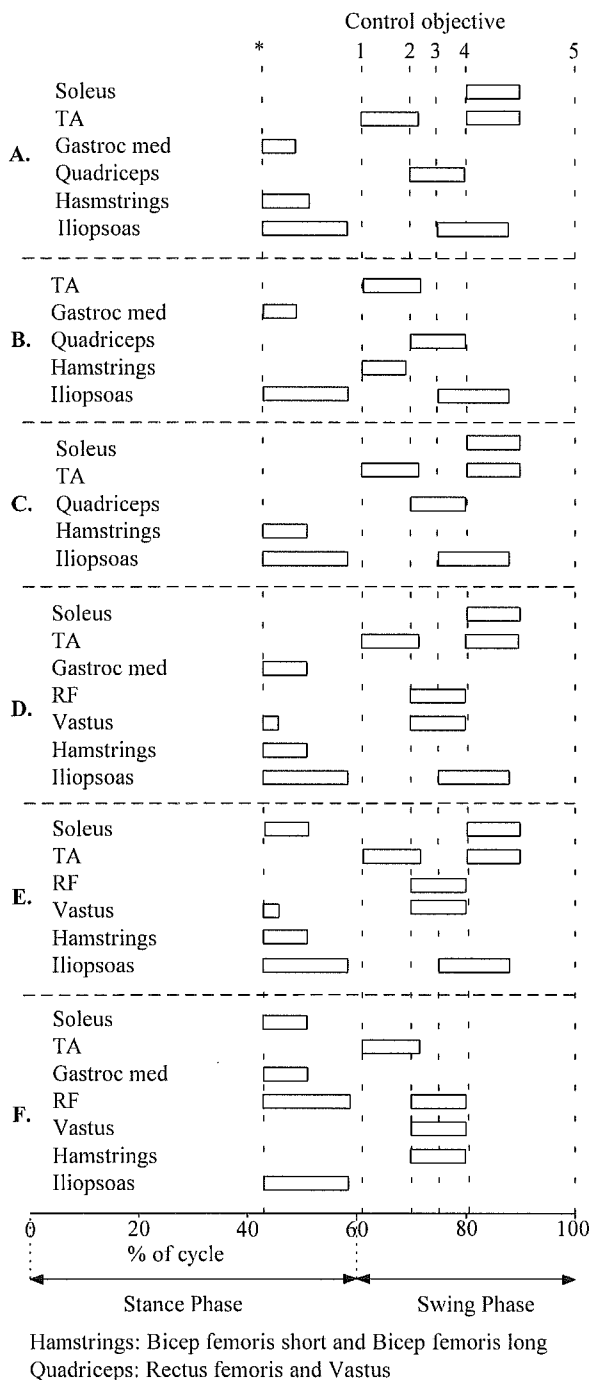 Control objective
* 1 2 3 4 5
A.
Soleus
TA
Gastroc med
Quadriceps
Hasmstrings
Iliopsoas
B.
TA
Gastroc med
Quadriceps
Hamstrings
Iliopsoas
C.
Soleus
TA
Quadriceps
Hamstrings
Iliopsoas
D.
Soleus
TA
Gastroc med
RF
Vastus
Hamstrings
Iliopsoas
E.
Soleus
TA
RF
Vastus
Hamstrings
Iliopsoas
F.
Soleus
TA
Gastroc med
RF
Vastus
Hamstrings
Iliopsoas
0 20 40 60 80 100
% of cycle
Stance Phase Swing Phase
Hamstrings: Bicep femoris short and Bicep femoris long
Quadriceps: Rectus femoris and Vastus